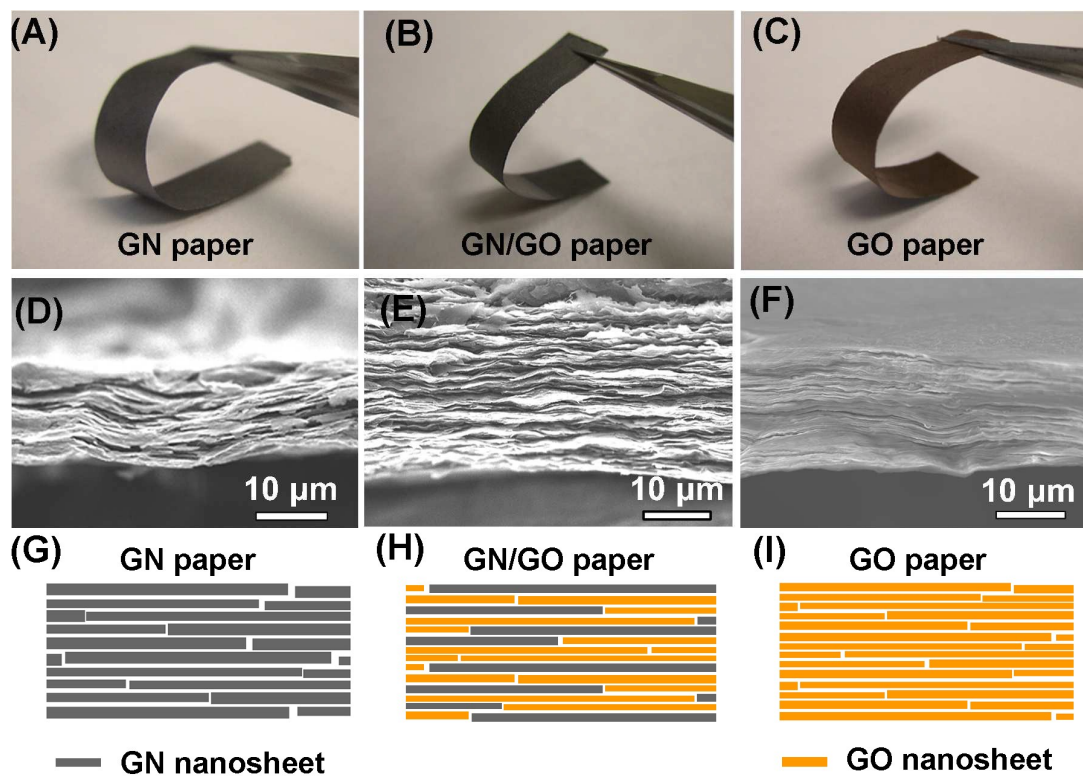 (A)
GN paper
(B)
GN/GO paper
(C)
GO paper
(D)
10 µm
(E)
10 µm
(F)
10 µm
(G)
GN paper
(H)
GN/GO paper
(I)
GO paper
GN nanosheet
GO nanosheet